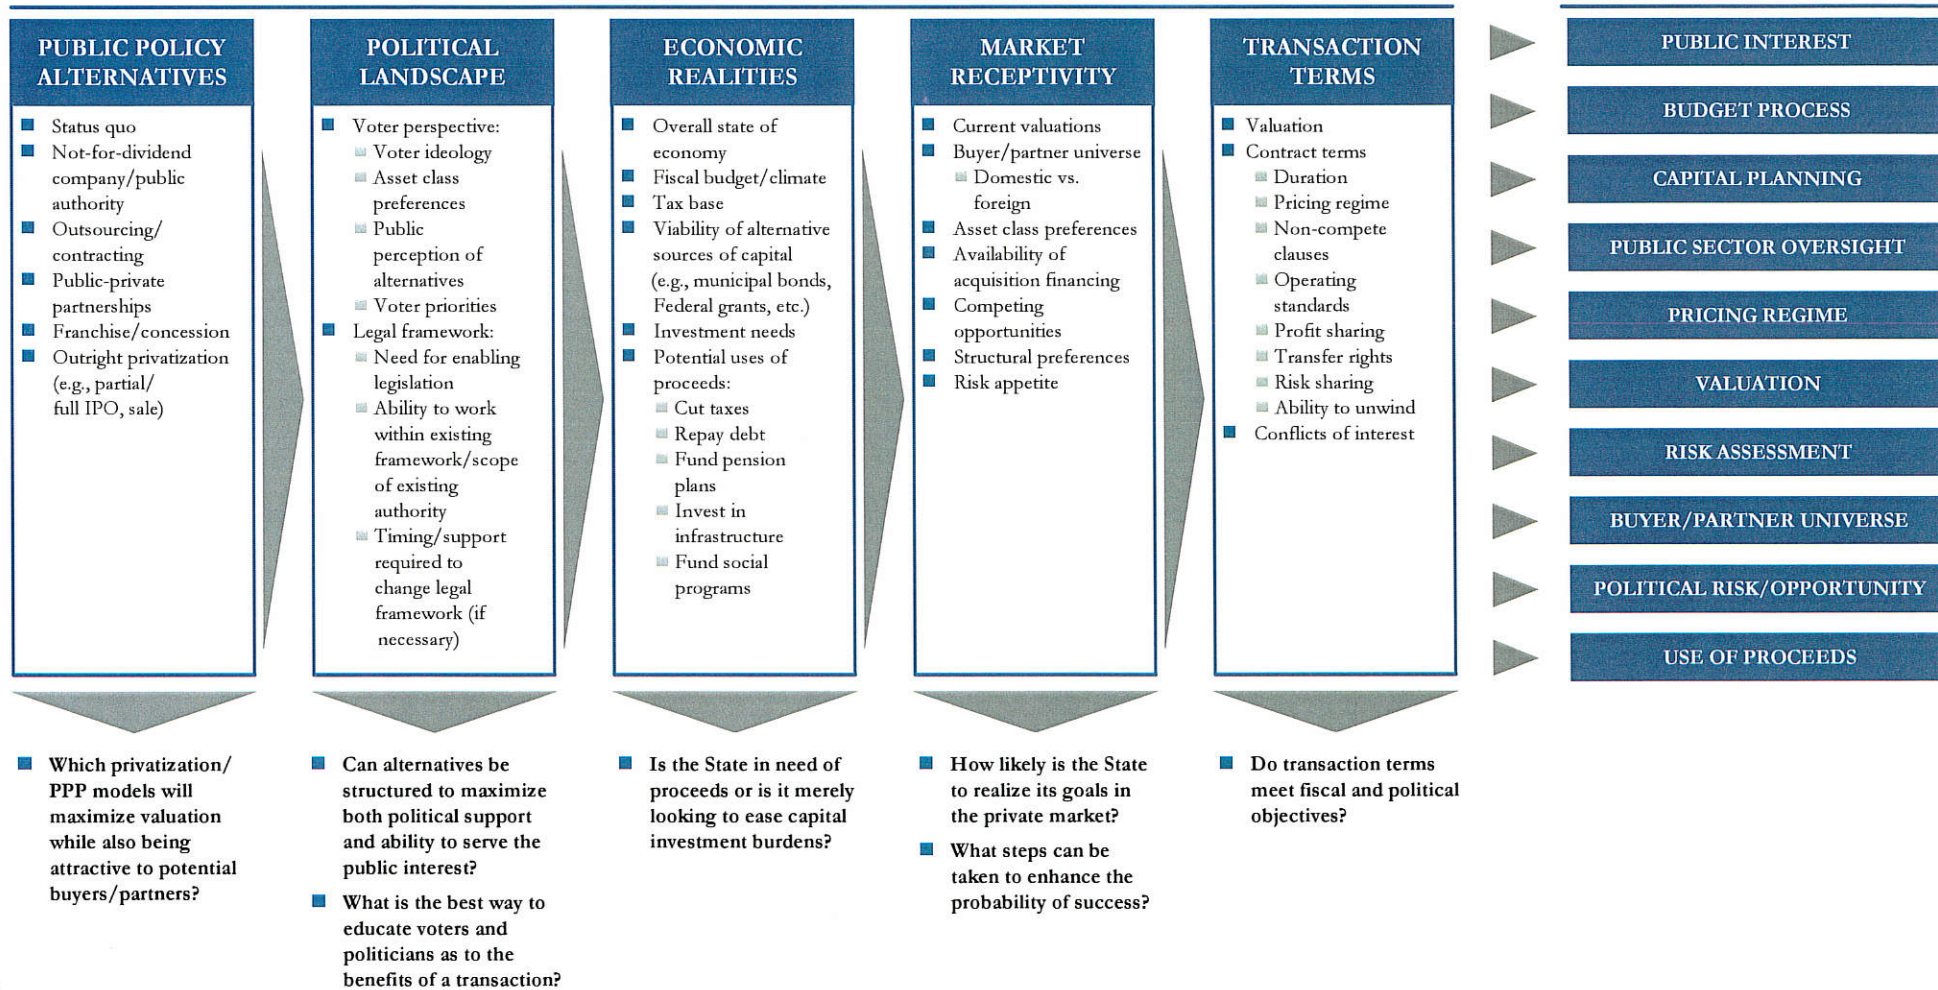 PUBLIC POLICY
ALTERNATIVES
Status quo
Not-for-dividend
company/public
authority
Outsourcing/
contracting
Public-private
partnerships
Franchise/concession
Outright privatization
(e.g., partial/
full IPO, sale)
Which privatization/
PPP models will
maximize valuation
while also being
attractive to potential
buyers/partners?
POLITICAL
LANDSCAPE
Voter perspective:
Voter ideology
Asset class
preferences
Public
perception of
alternatives
Voter priorities
Legal framework:
Need for enabling
legislation
Ability to work
within existing
framework/scope
of existing
authority
Timing/support
required to
change legal
framework (if
necessary)
Can alternatives be
structured to maximize
both political support
and ability to serve the
public interest?
What is the best way to
educate voters and
politicians as to the
benefits of a transaction?
ECONOMIC
REALITIES
Overall state of
economy
Fiscal budget/climate
Tax base
Viability of alternative
sources of capital
(e.g., municipal bonds,
Federal grants, etc.)
Investment needs
Potential uses of
proceeds:
Cut taxes
Repay debt
Fund pension
plans
Invest in
infrastructure
Fund social
programs
Is the State in need of
proceeds or is it merely
looking to ease capital
investment burdens?
MARKET
RECEPTIVITY
Current valuations
Buyer/partner universe
Domestic vs.
foreign
Asset class preferences
Availability of
acquisition financing
Competing
opportunities
Structural preferences
Risk appetite
How likely is the State
to realize its goals in
the private market?
What steps can be
taken to enhance the
probability of success?
TRANSACTION
TERMS
Valuation
Contract terms
Duration
Pricing regime
Non-compete
clauses
Operating
standards
Profit sharing
Transfer rights
Risk sharing
Ability to unwind
Conflicts of interest
Do transaction terms
meet fiscal and political
objectives?
PUBLIC INTEREST
BUDGET PROCESS
CAPITAL PLANNING
PUBLIC SECTOR OVERSIGHT
PRICING REGIME
VALUATION
RISK ASSESSMENT
BUYER/PARTNER UNIVERSE
POLITICAL RISK/OPPORTUNITY
USE OF PROCEEDS